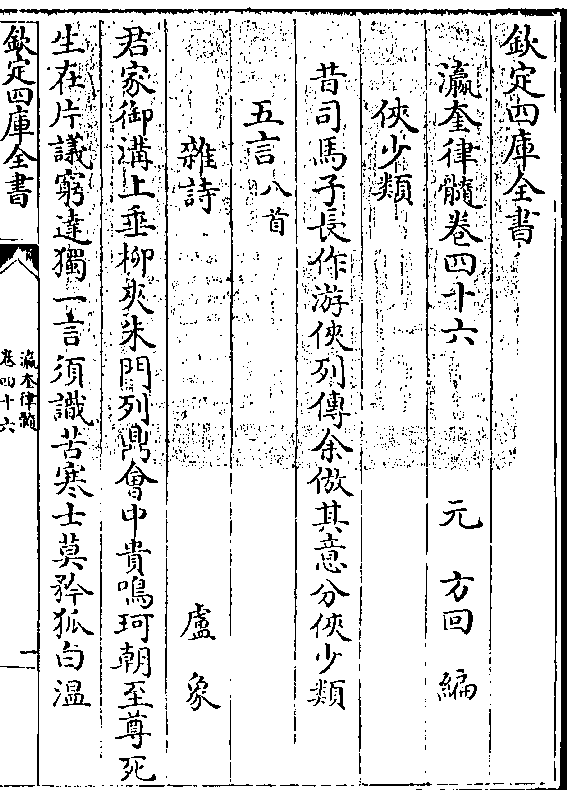 欽定四庫全書
瀛奎律髓卷四十六　元　方回　編
俠少類
昔司馬子長作游俠列傳余倣其意分俠少類
五言八首
雜詩　盧象
君家御溝上垂柳夾朱門列鼎會中貴鳴珂朝至尊死
生在片議窮達獨一言須識苦寒士莫矜狐白温
欽定四庫全書
瀛奎律髓
卷四十六
一